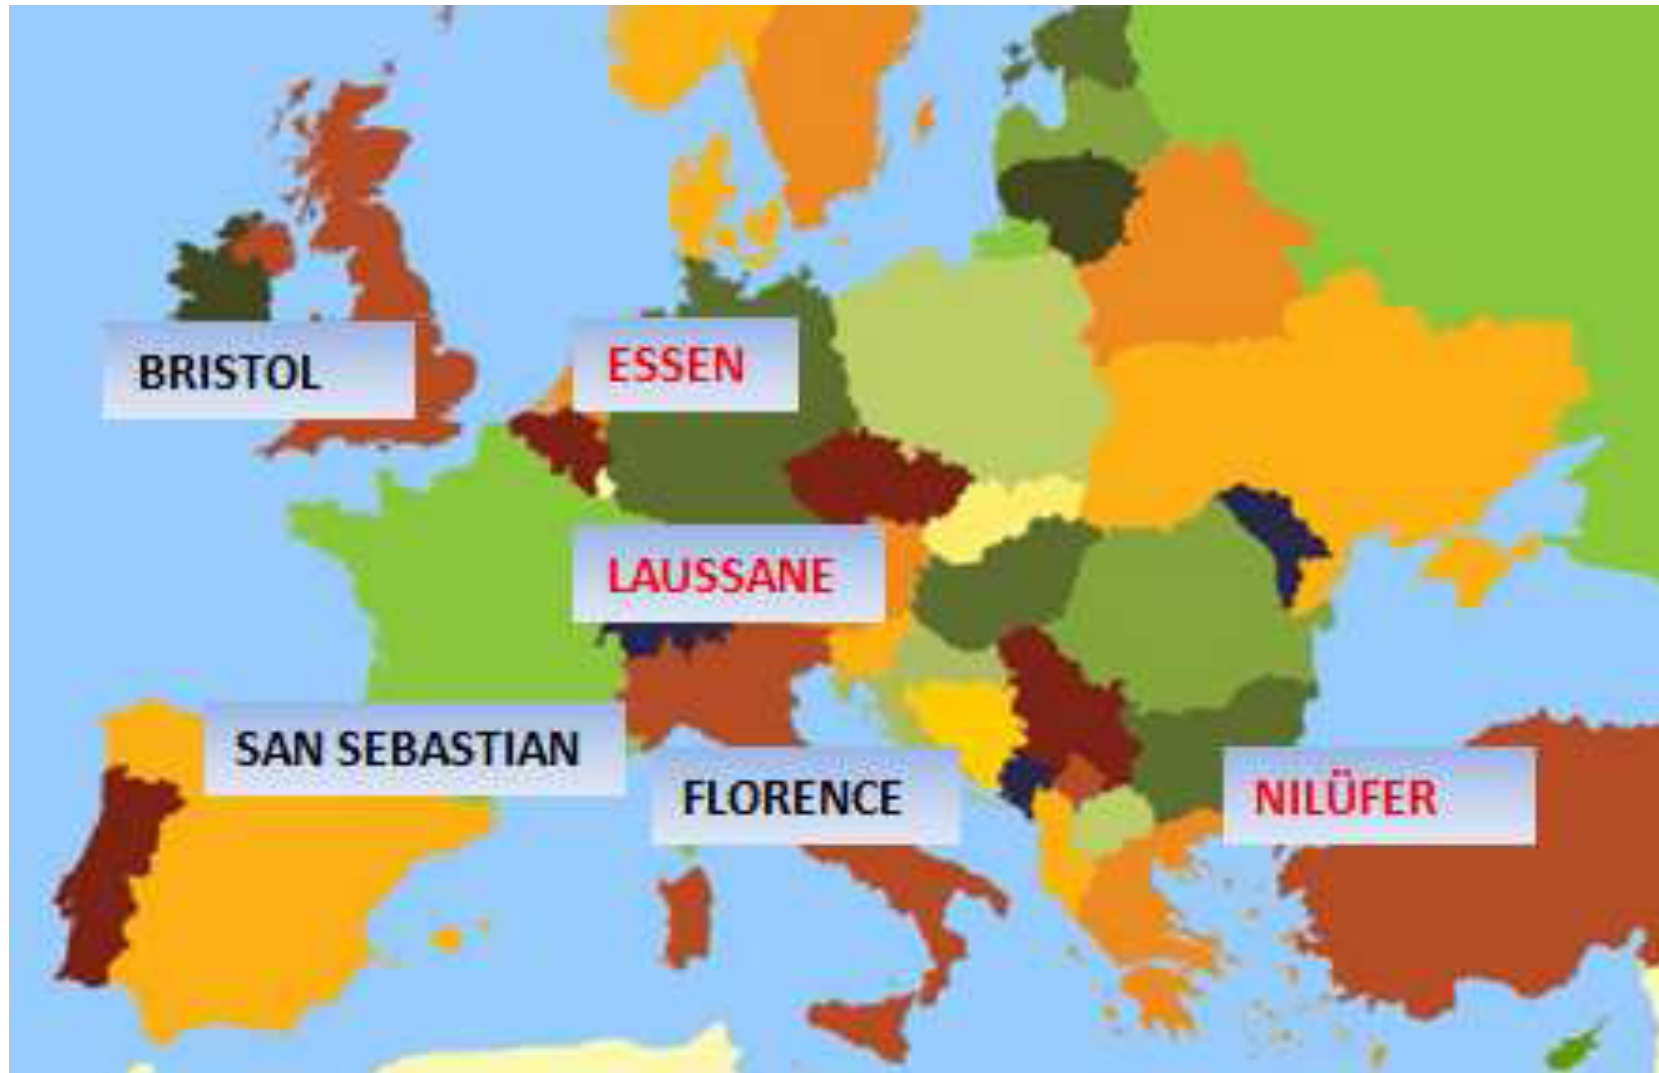 BRISTOL
ESSEN
LAUSSANE
SAN SEBASTIAN
FLORENCE
NILÜFER